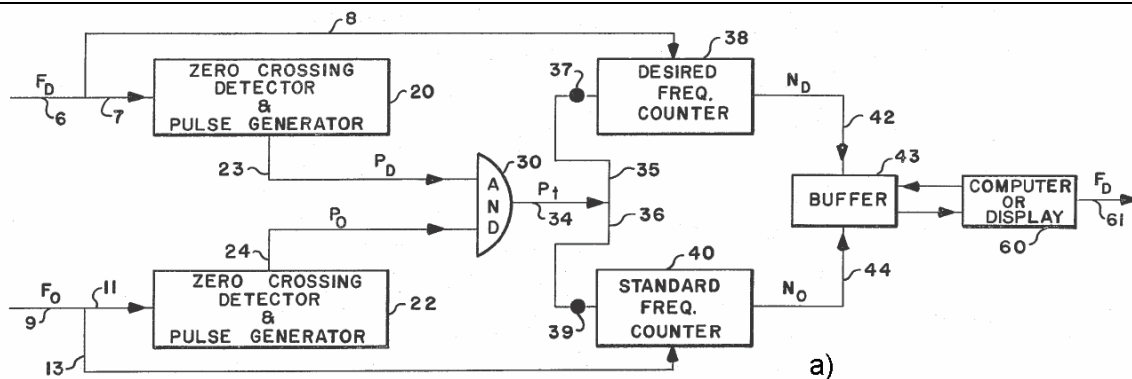 8
F_D
6
7
ZERO CROSSING
DETECTOR
&
PULSE GENERATOR
20
23
P_D
P_O
24
F_O
9
11
13
ZERO CROSSING
DETECTOR
&
PULSE GENERATOR
22
30
AND
P_t
34
35
36
37
38
DESIRED
FREQ.
COUNTER
N_D
42
39
40
STANDARD
FREQ.
COUNTER
N_O
44
43
BUFFER
COMPUTER
OR
DISPLAY
60
F_D
61
a)